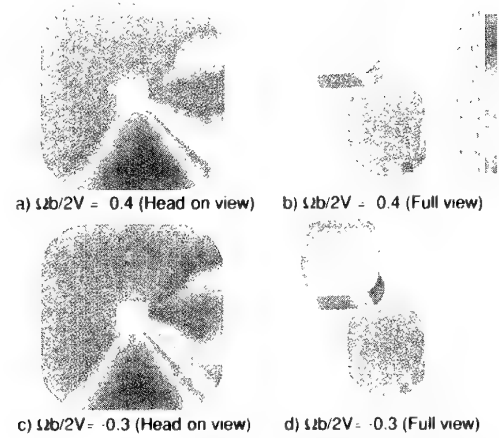 a) Ωb/2V = 0.4 (Head on view)
b) Ωb/2V = 0.4 (Full view)
c) Ωb/2V= -0.3 (Head on view)
d) Ωb/2V= -0.3 (Full view)